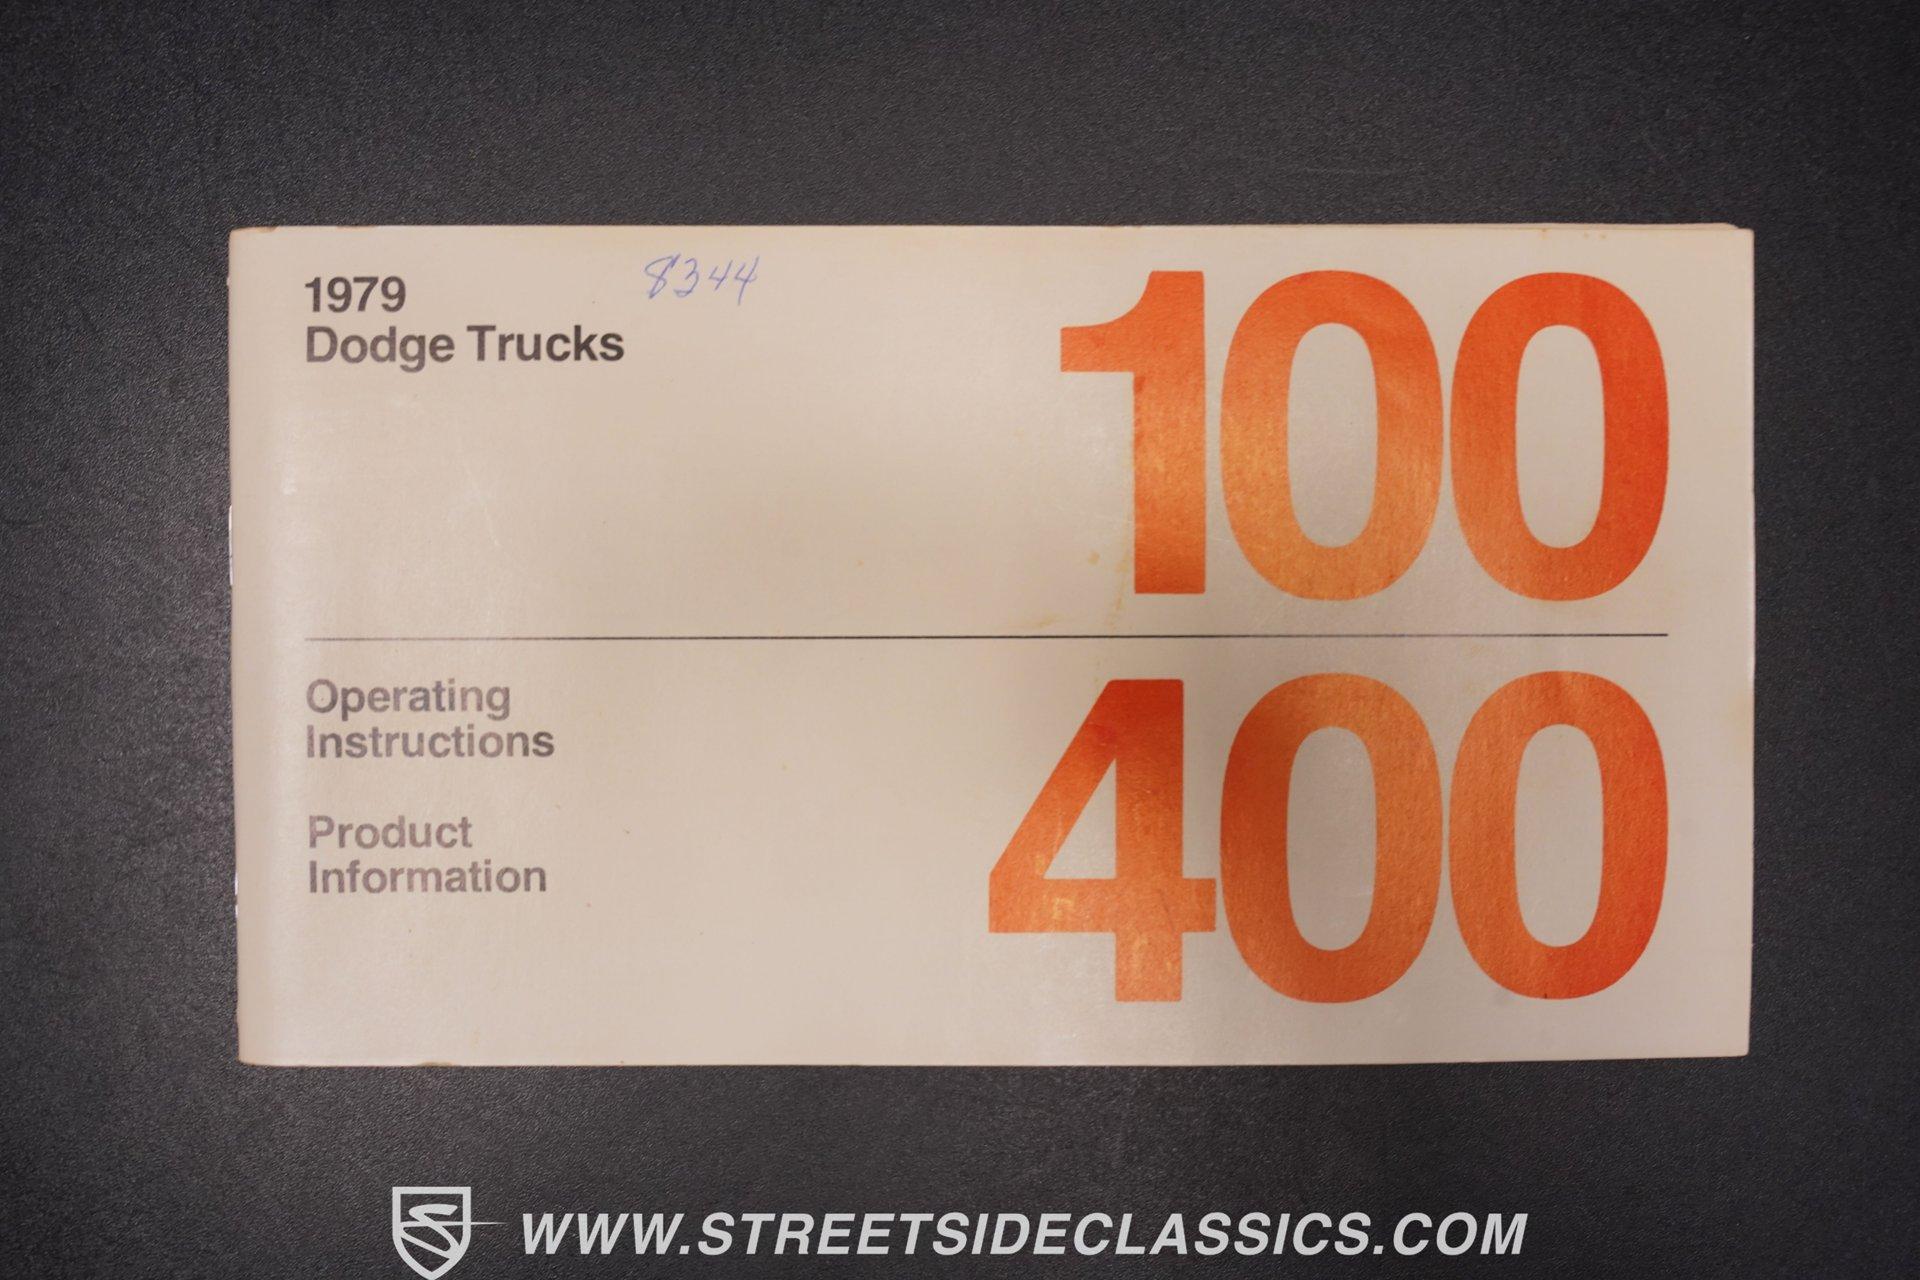 1979
Dodge Trucks
8344
100
Operating
Instructions
Product
Information
400
WWW.STREETSIDECLASSICS.COM